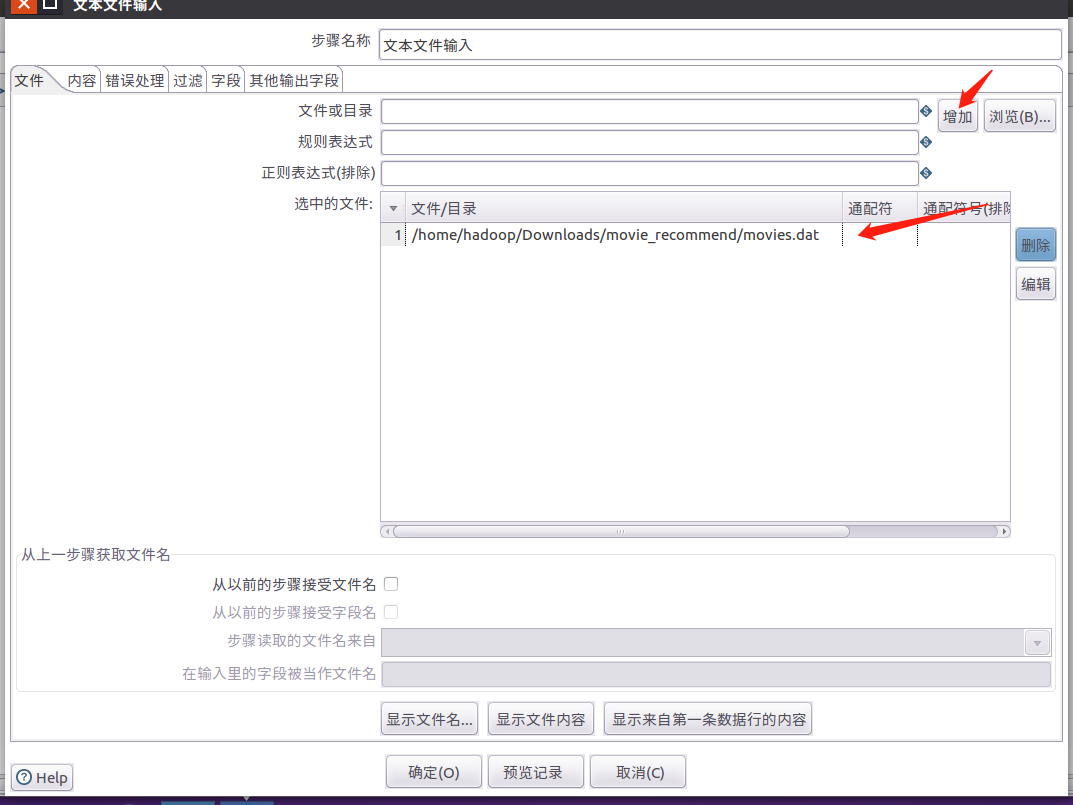 文本文件输入
步骤名称 文本文件输入
文件 内容 错误处理 过滤 字段 其他输出字段
文件或目录 增加 浏览(B)...
规则表达式
正则表达式(排除)
选中的文件: 文件/目录 通配符 通配符号(排除
1 /home/hadoop/Downloads/movie_recommend/movies.dat
删除
编辑
从上一步骤获取文件名
从以前的步骤接受文件名
从以前的步骤接受字段名
步骤读取的文件名来自
在输入里的字段被当作文件名
显示文件名... 显示文件内容 显示来自第一条数据行的内容
Help 确定(O) 预览记录 取消(C)